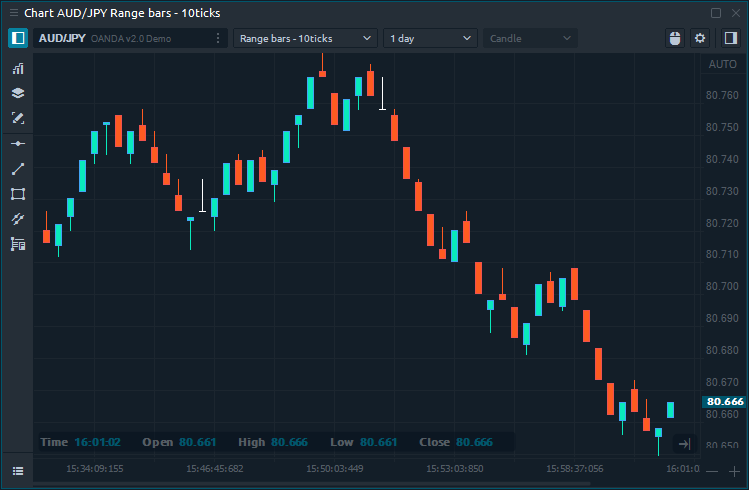 Chart AUD/JPY Range bars - 10ticks
AUD/JPY OANDA v2.0 Demo Range bars - 10ticks 1 day Candle
AUTO
80.760
80.750
80.740
80.730
80.720
80.710
80.700
80.690
80.680
80.670
80.666
80.660
80.650
Time 16:01:02 Open 80.661 High 80.666 Low 80.661 Close 80.666
15:34:09:155 15:46:45:682 15:50:03:449 15:53:03:850 15:58:37:056 16:01:0